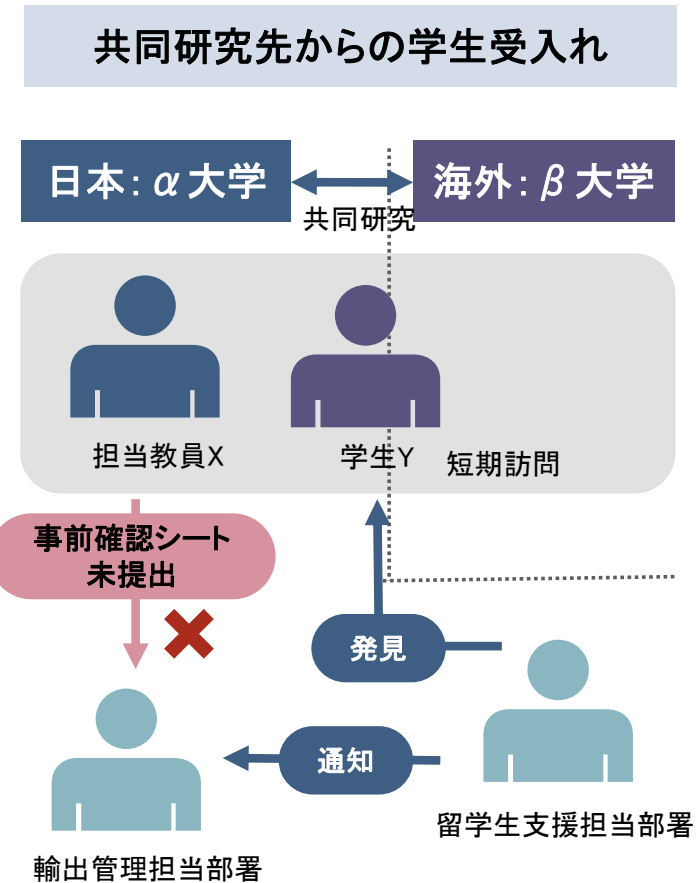 共同研究先からの学生受入れ
日本：α大学
海外：β大学
共同研究
担当教員X
学生Y
短期訪問
事前確認シート
未提出
発見
通知
留学生支援担当部署
輸出管理担当部署